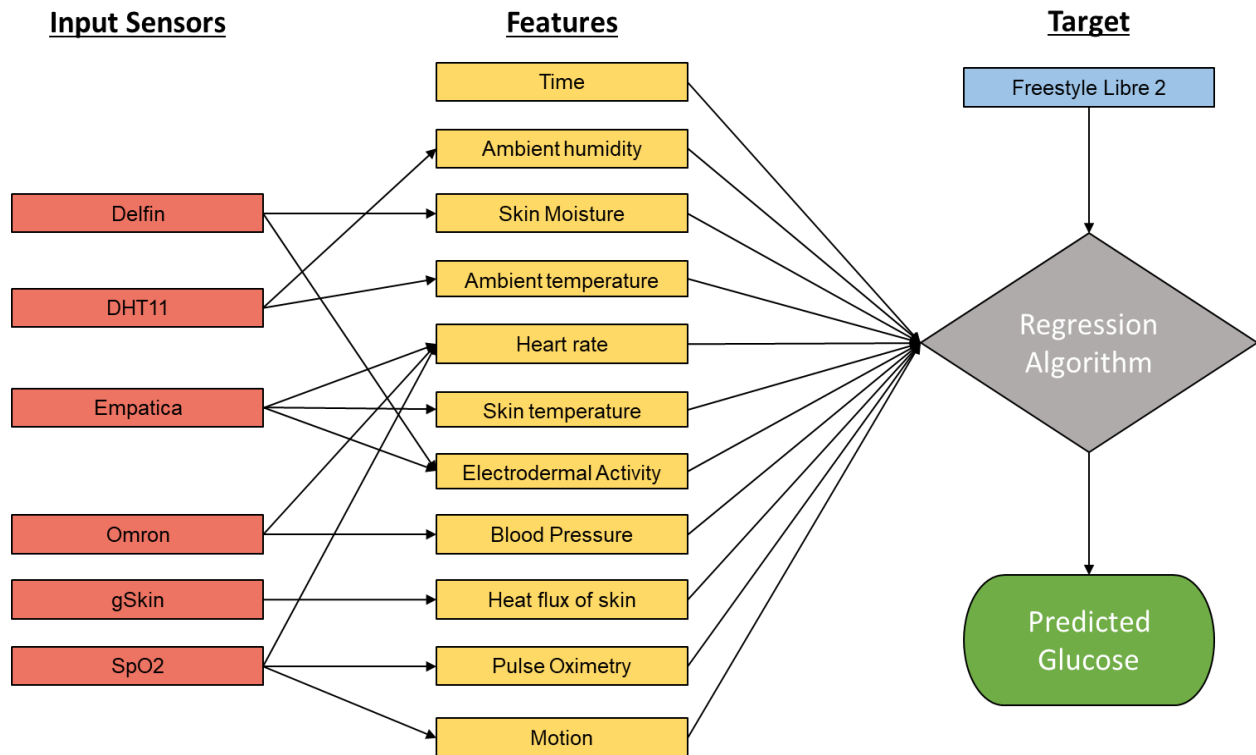 Input Sensors
Features
Target
Time
Freestyle Libre 2
Ambient humidity
Delfin
Skin Moisture
DHT11
Ambient temperature
Heart rate
Regression
Algorithm
Empatica
Skin temperature
Electrodermal Activity
Omron
Blood Pressure
gSkin
Heat flux of skin
Predicted
Glucose
SpO2
Pulse Oximetry
Motion